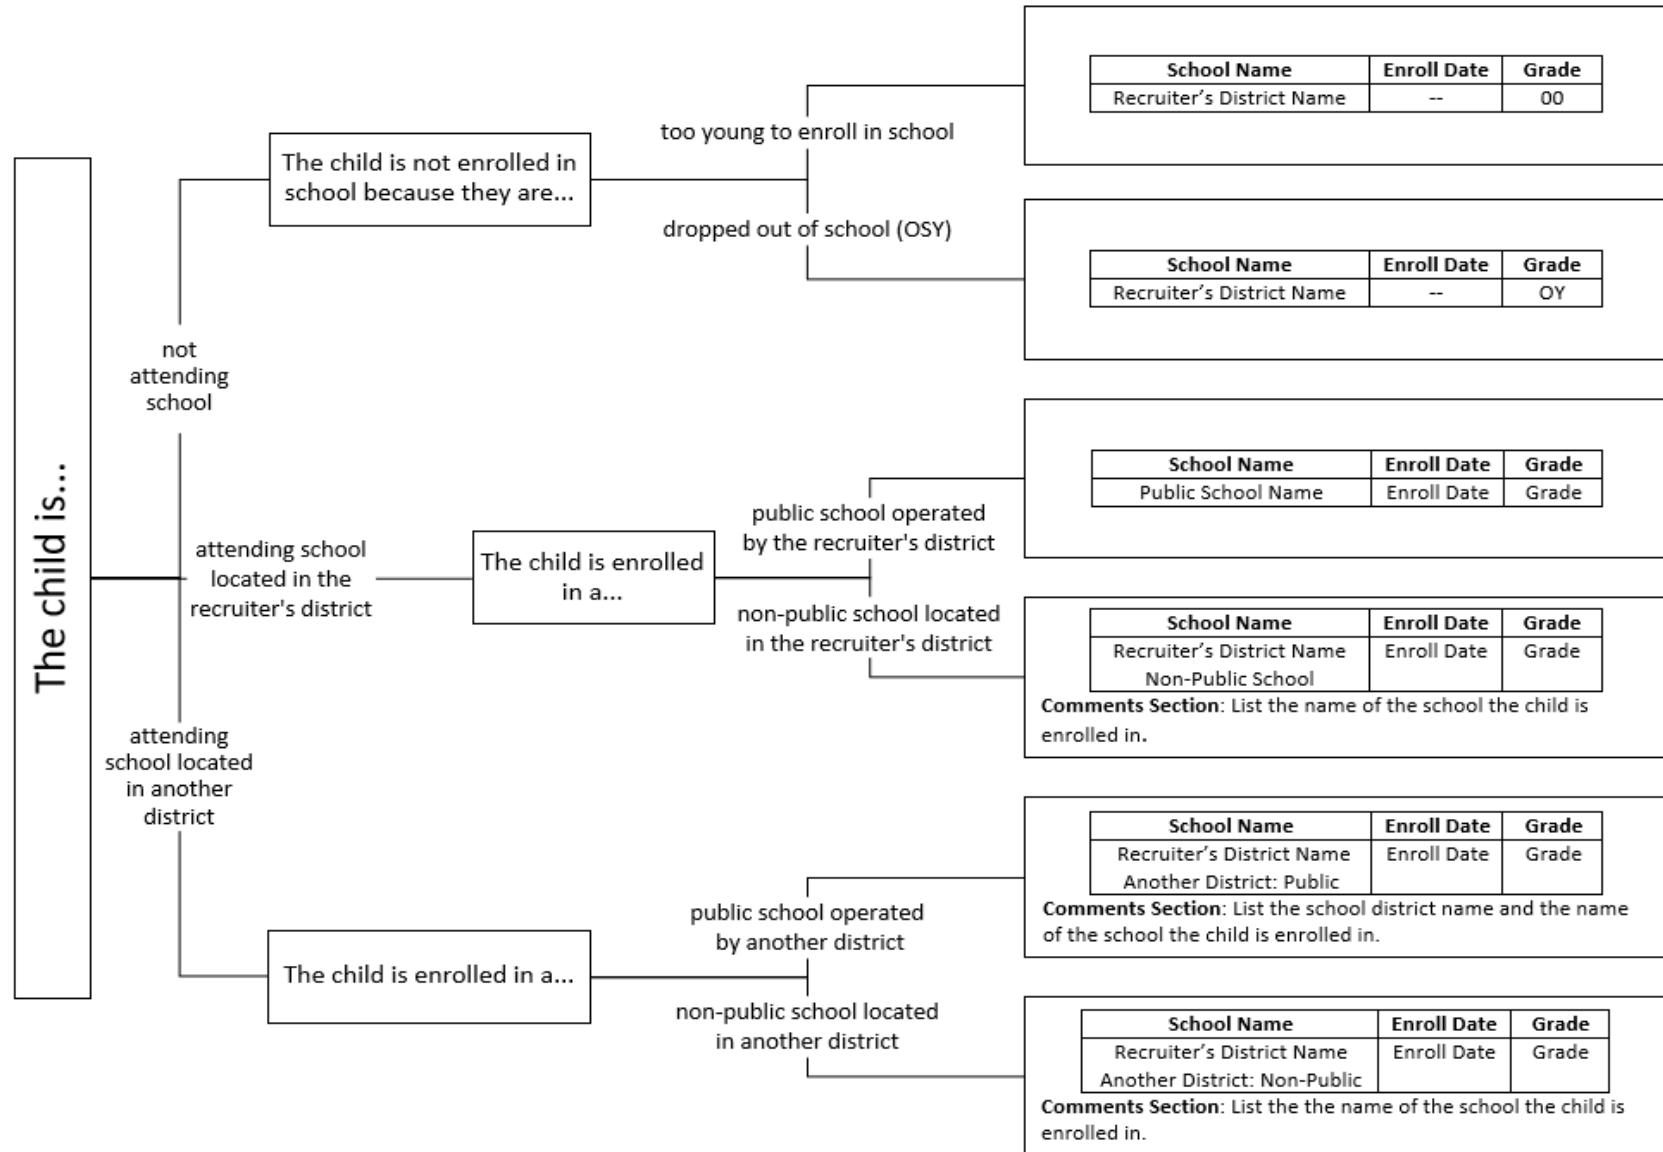 The child is...
not
attending
school
The child is not enrolled in
school because they are...
too young to enroll in school
School Name Enroll Date Grade
Recruiter's District Name -- 00
dropped out of school (OSY)
School Name Enroll Date Grade
Recruiter's District Name -- OY
attending school
located in the
recruiter's district
The child is enrolled
in a...
public school operated
by the recruiter's district
School Name Enroll Date Grade
Public School Name Enroll Date Grade
non-public school located
in the recruiter's district
School Name Enroll Date Grade
Recruiter's District Name Enroll Date Grade
Non-Public School
Comments Section: List the name of the school the child is
enrolled in.
attending
school located
in another
district
The child is enrolled in a...
public school operated
by another district
School Name Enroll Date Grade
Recruiter's District Name Enroll Date Grade
Another District: Public
Comments Section: List the school district name and the name
of the school the child is enrolled in.
non-public school located
in another district
School Name Enroll Date Grade
Recruiter's District Name Enroll Date Grade
Another District: Non-Public
Comments Section: List the the name of the school the child is
enrolled in.